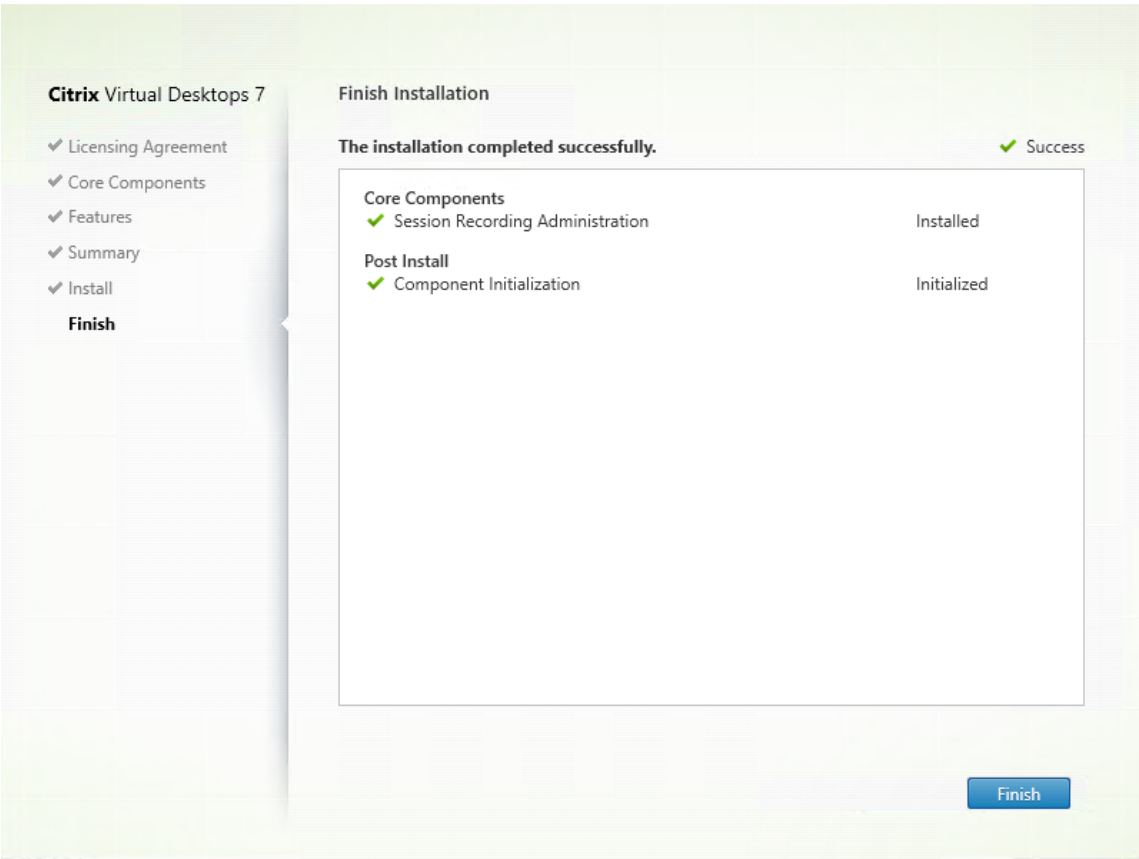 Citrix Virtual Desktops 7
Licensing Agreement
Core Components
Features
Summary
Install
Finish
Finish Installation
The installation completed successfully.
Success
Core Components
Session Recording Administration Installed
Post Install
Component Initialization Initialized
Finish